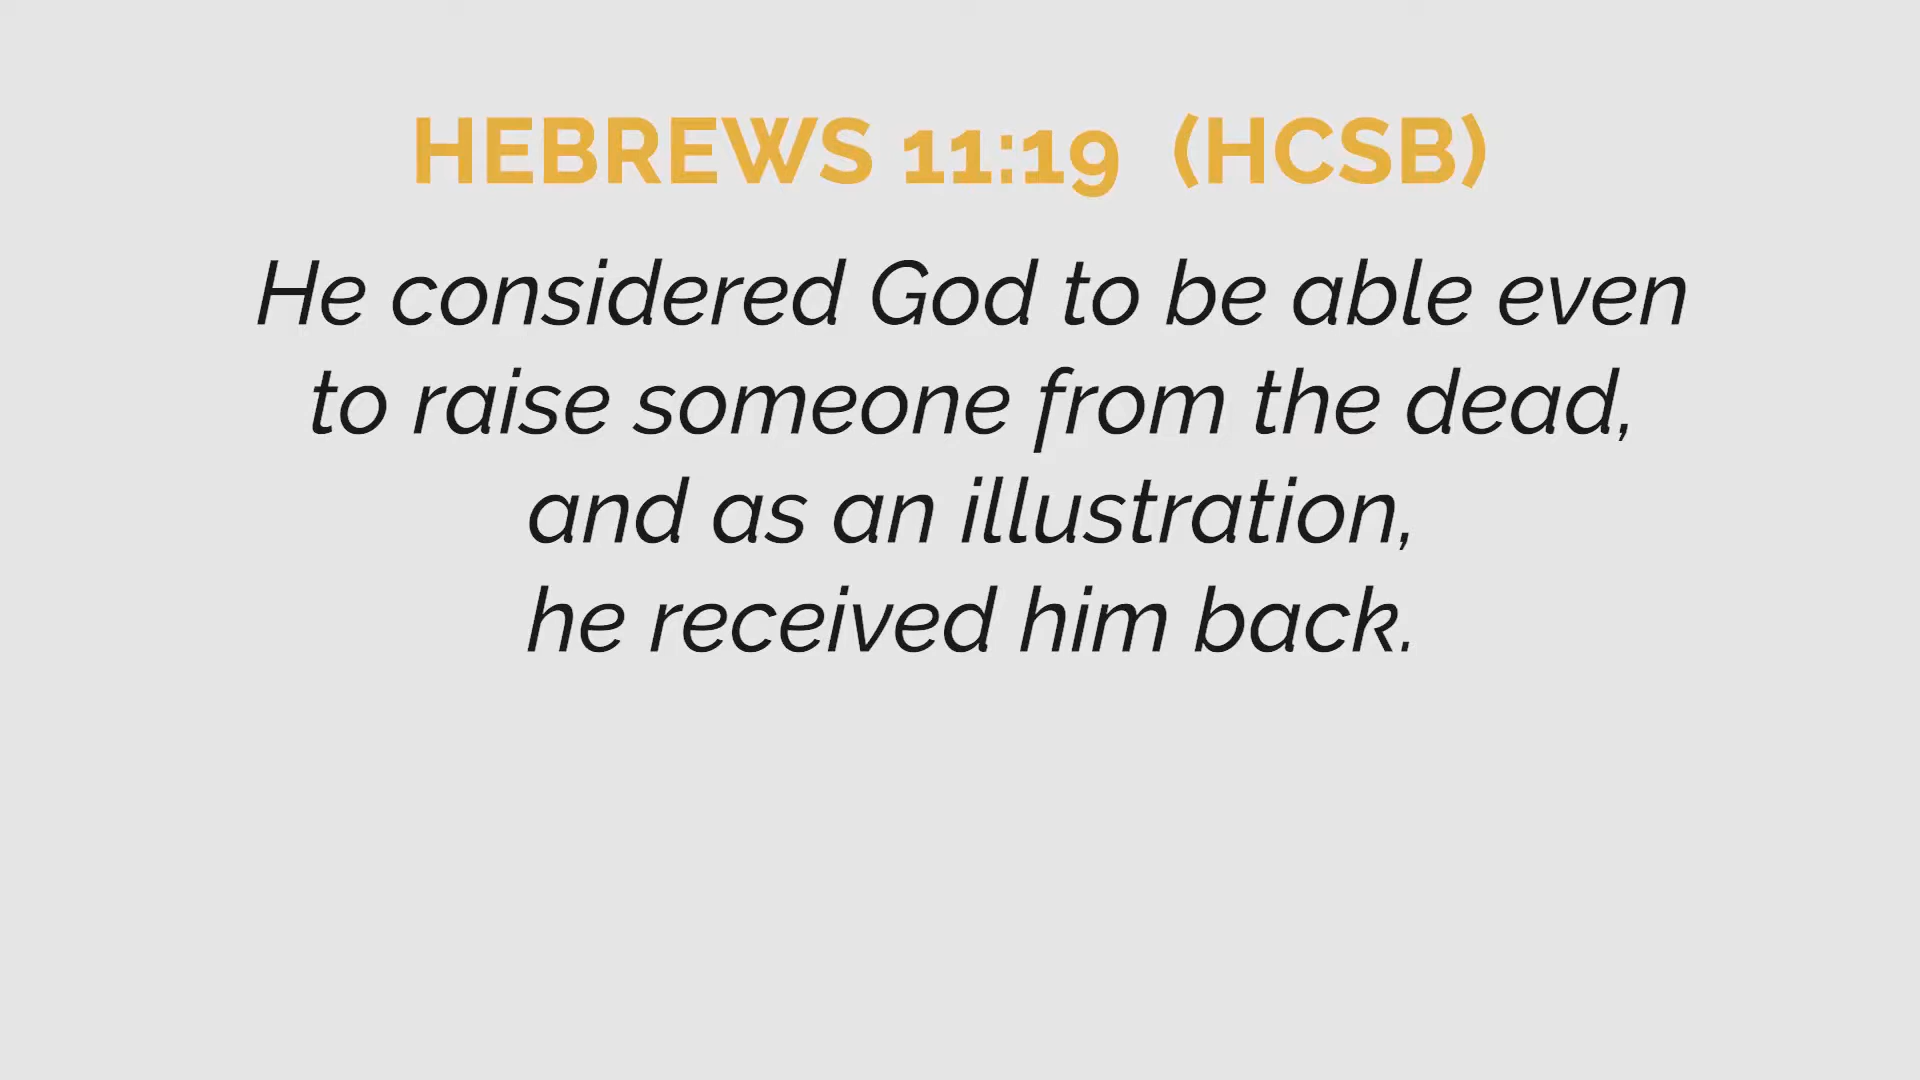 HEBREWS 11:19 (HCSB)
He considered God to be able even
to raise someone from the dead,
and as an illustration,
he received him back.